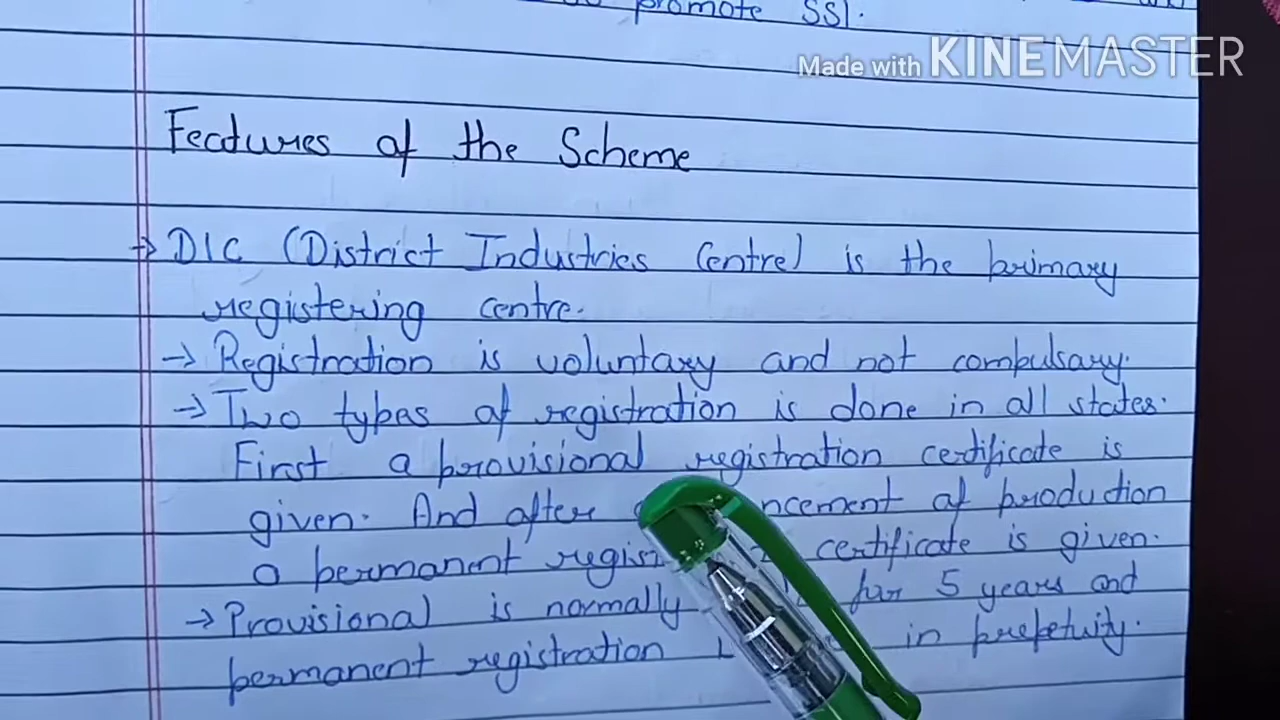 promote SSI.
Made with KINEMASTER
Features of the Scheme
→ DIC (District Industries Centre) is the primary
registering centre.
→ Registration is voluntary and not compulsary.
→ Two types of registration is done in all states.
First a provisional registration certificate is
given. And after ncement of production
a permanent regis certificate is given.
→ Provisional is normally for 5 years and
permanent registration in prepetuity.